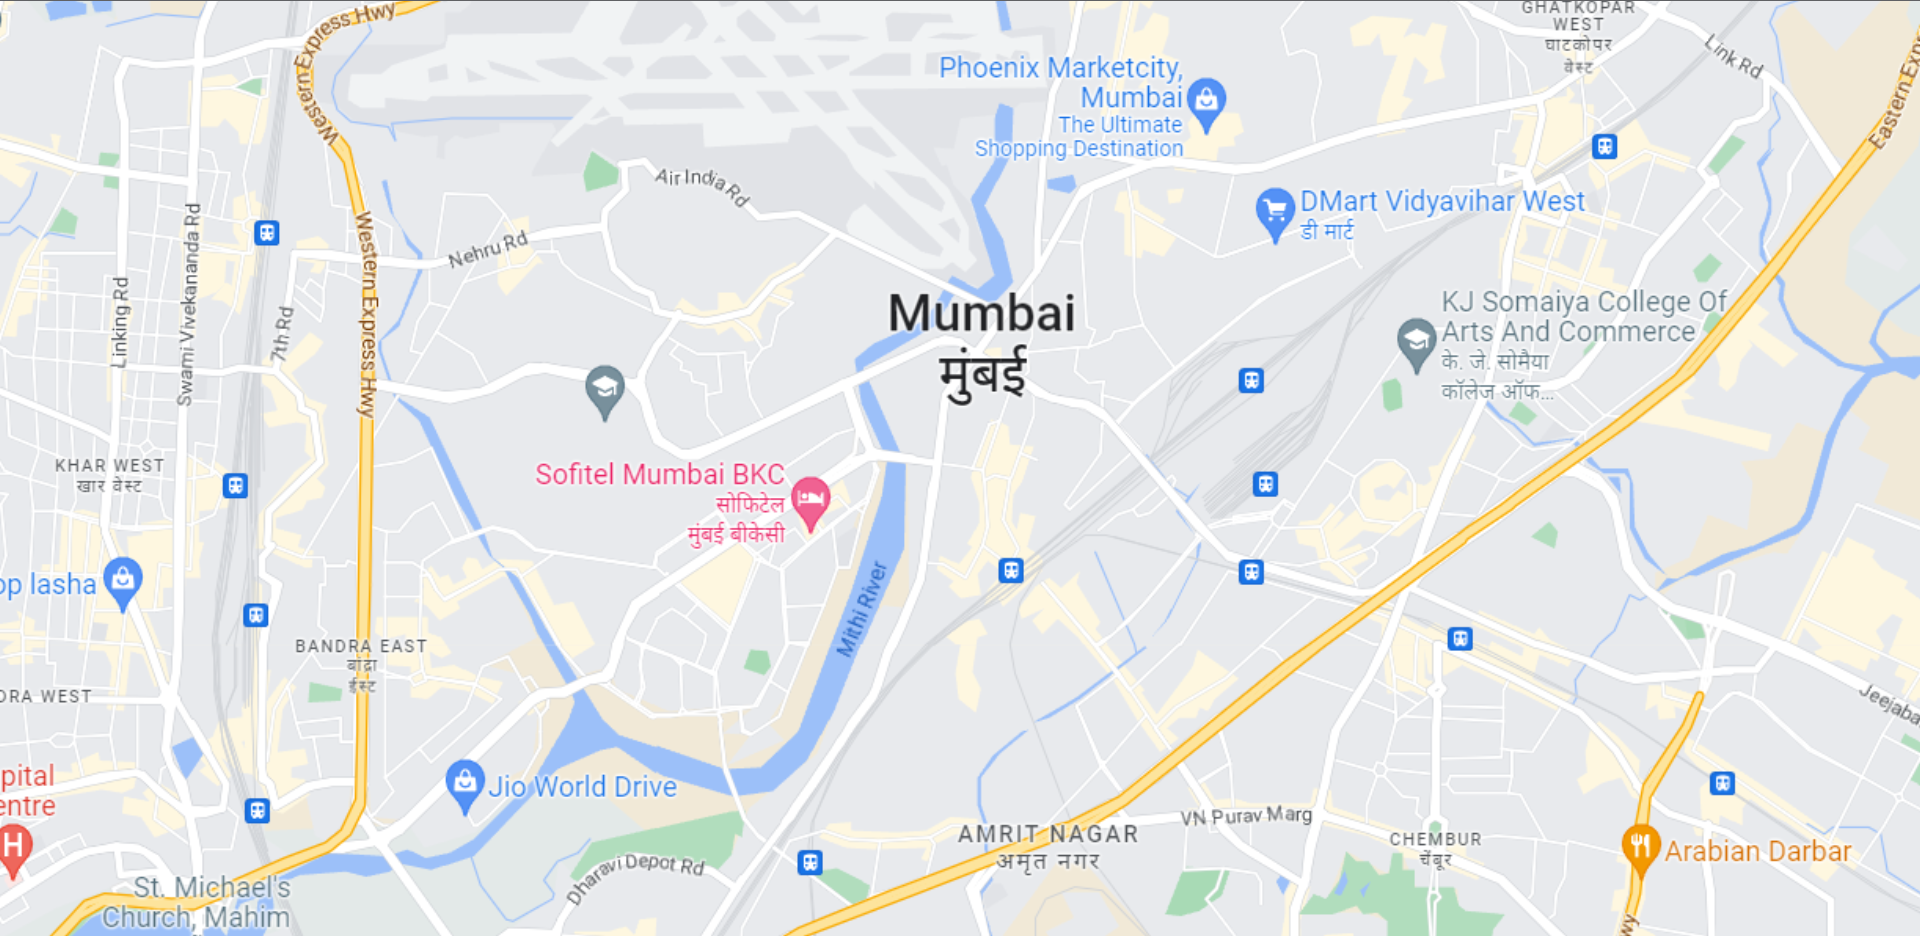 Western Express Hwy
GHATKOPAR
WEST
घाटकोपर
वेस्ट
Link Rd
Phoenix Marketcity,
Mumbai
The Ultimate
Shopping Destination
Western
Air India Rd
DMart Vidyavihar West
डी मार्ट
Swami Vivekananda Rd
Western Express Hwy
Nehru Rd
Linking Rd
7th Rd
Mumbai
मुंबई
KJ Somaiya College Of
Arts And Commerce
के. जे. सोमैया
कॉलेज ऑफ...
KHAR WEST
खार वेस्ट
Sofitel Mumbai BKC
सोफिटेल
मुंबई बीकेसी
op lasha
Mithi River
BANDRA EAST
बांद्रा
ईस्ट
DRA WEST
Jeejaba
pital
entre
H
Jio World Drive
VN Purav Marg
AMRIT NAGAR
अमृत नगर
CHEMBUR
चेंबूर
Arabian Darbar
Dharavi Depot Rd
St. Michael's
Church, Mahim
Eastern Exp
wy